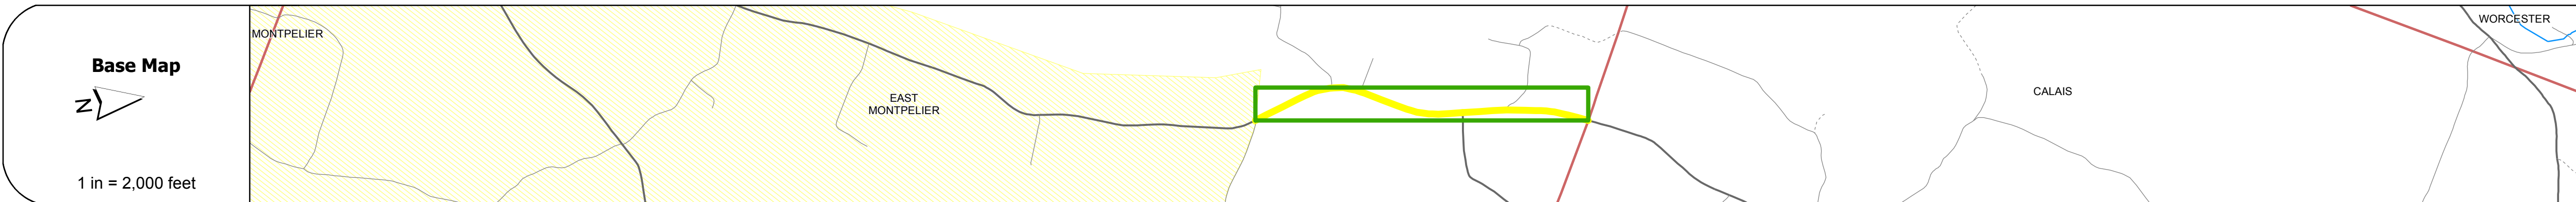 Base Map
N
1 in = 2,000 feet
MONTPELIER
EAST
MONTPELIER
CALAIS
WORCESTER